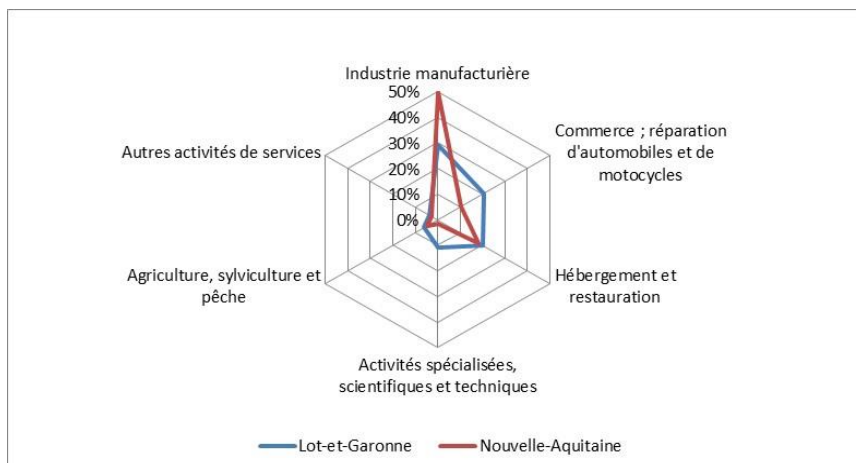 Industrie manufacturière
50%
40%
30%
20%
10%
0%
Commerce ; réparation
d'automobiles et de
motocycles
Autres activités de services
Agriculture, sylviculture et
pêche
Hébergement et
restauration
Activités spécialisées,
scientifiques et techniques
Lot-et-Garonne
Nouvelle-Aquitaine